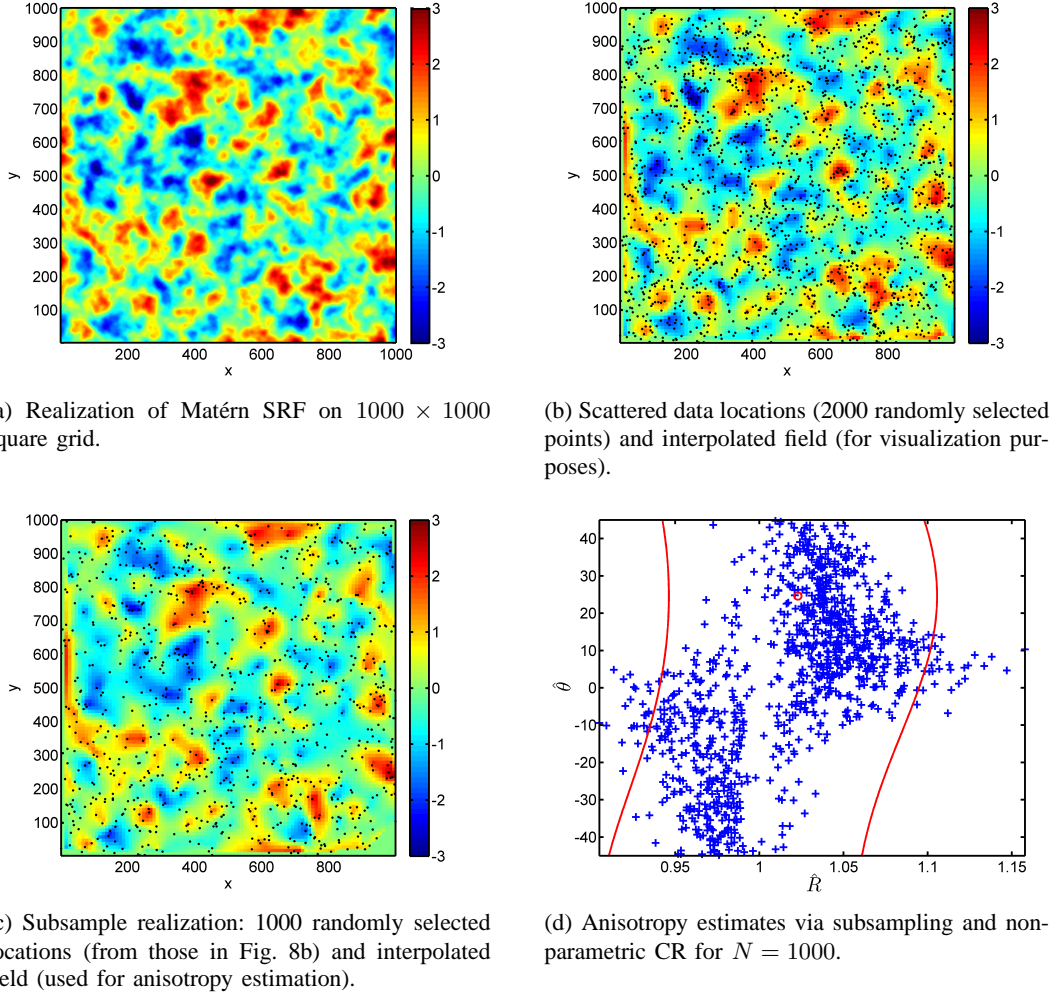 1000
900
800
700
600
500
400
300
200
100
y
200 400 600 800 1000
x
3
2
1
0
-1
-2
-3
a) Realization of Matérn SRF on 1000 × 1000
quare grid.
1000
900
800
700
600
500
400
300
200
100
y
200 400 600 800
x
3
2
1
0
-1
-2
-3
(b) Scattered data locations (2000 randomly selected
points) and interpolated field (for visualization pur-
poses).
1000
900
800
700
600
500
400
300
200
100
y
200 400 600 800
x
3
2
1
0
-1
-2
-3
c) Subsample realization: 1000 randomly selected
ocations (from those in Fig. 8b) and interpolated
eld (used for anisotropy estimation).
40
30
20
10
0
-10
-20
-30
-40
θ̂
0.95 1 1.05 1.1 1.15
R̂
(d) Anisotropy estimates via subsampling and non-
parametric CR for N = 1000.